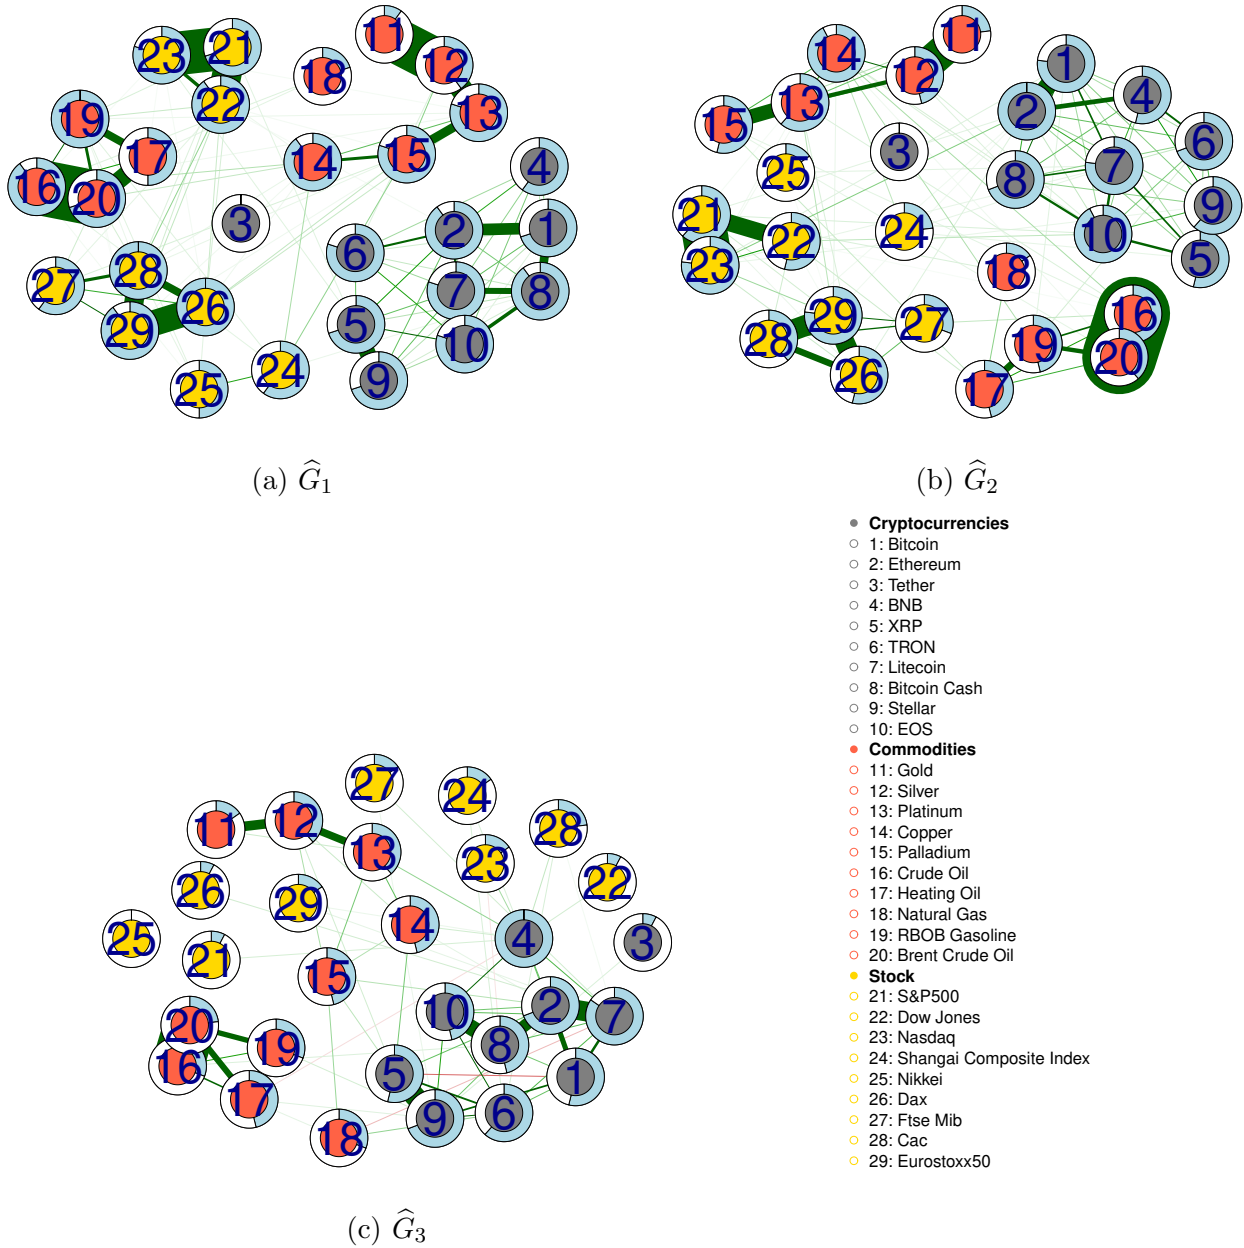 11
23
21
12
18
22
13
19
17
15
14
4
16
20
3
2
1
6
28
7
8
27
26
29
5
10
24
9
25
(a) Ĝ₁
11
14
1
12
4
13
2
15
6
3
7
25
8
9
21
24
10
22
5
23
18
16
29
27
28
19
20
26
17
(b) Ĝ₂
Cryptocurrencies
1: Bitcoin
2: Ethereum
3: Tether
4: BNB
5: XRP
6: TRON
7: Litecoin
8: Bitcoin Cash
9: Stellar
10: EOS
Commodities
11: Gold
12: Silver
13: Platinum
14: Copper
15: Palladium
16: Crude Oil
17: Heating Oil
18: Natural Gas
19: RBOB Gasoline
20: Brent Crude Oil
Stock
21: S&P500
22: Dow Jones
23: Nasdaq
24: Shangai Composite Index
25: Nikkei
26: Dax
27: Ftse Mib
28: Cac
29: Eurostoxx50
27
24
12
11
28
13
23
22
26
29
14
4
25
3
21
15
10
2
7
20
8
19
16
5
1
17
9
6
18
(c) Ĝ₃